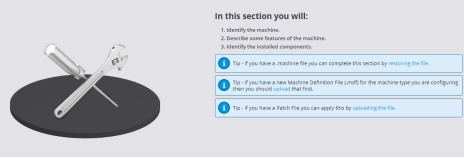 In this section you will:
1. Identify the machine.
2. Describe some features of the machine.
3. Identify the installed components.
Tip - if you have a .machine file you can complete this section by restoring the file.
Tip - if you have a new Machine Definition File (.mdf) for the machine type you are configuring
then you should upload that first.
Tip - if you have a Patch File you can apply this by uploading the file.